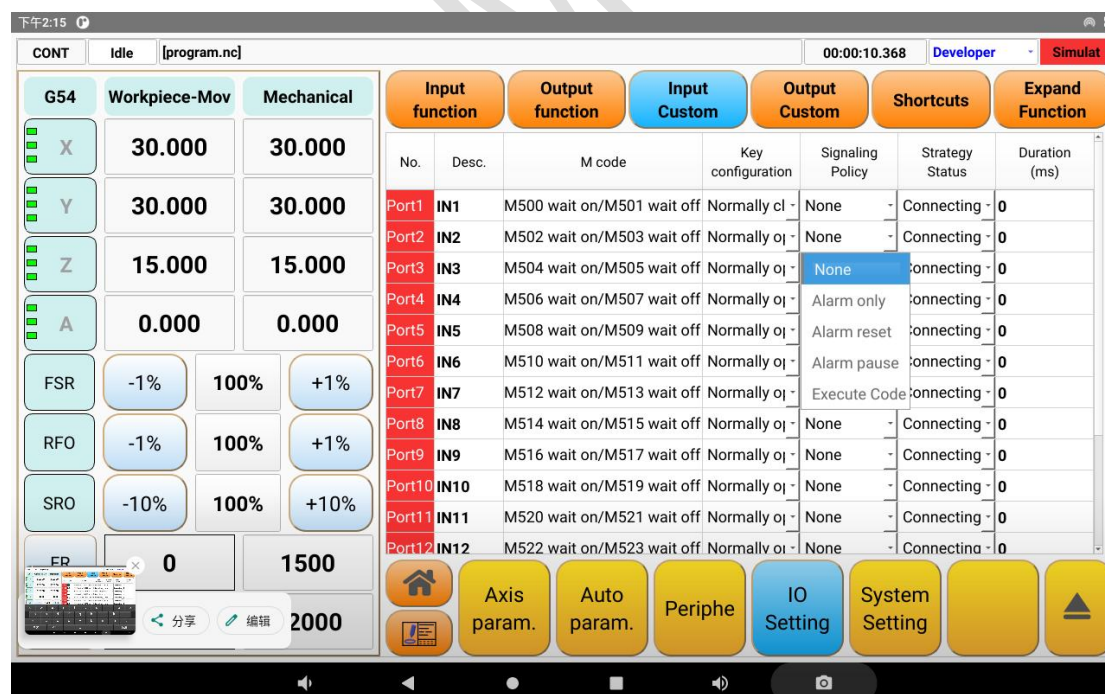 下午2:15
CONT Idle [program.nc] 00:00:10.368 Developer Simulat
G54 Workpiece-Mov Mechanical
X 30.000 30.000
Y 30.000 30.000
Z 15.000 15.000
A 0.000 0.000
FSR -1% 100% +1%
RFO -1% 100% +1%
SRO -10% 100% +10%
FR 0 1500
2000
分享 编辑
Input function Output function Input Custom Output Custom Shortcuts Expand Function
No. Desc. M code Key configuration Signaling Policy Strategy Status Duration (ms)
Port1 IN1 M500 wait on/M501 wait off Normally cl None Connecting 0
Port2 IN2 M502 wait on/M503 wait off Normally None Connecting 0
Port3 IN3 M504 wait on/M505 wait off Normally None onnecting 0
Port4 IN4 M506 wait on/M507 wait off Normally Alarm only onnecting 0
Port5 IN5 M508 wait on/M509 wait off Normally Alarm reset onnecting 0
Port6 IN6 M510 wait on/M511 wait off Normally Alarm pause onnecting 0
Port7 IN7 M512 wait on/M513 wait off Normally Execute Code onnecting 0
Port8 IN8 M514 wait on/M515 wait off Normally None Connecting 0
Port9 IN9 M516 wait on/M517 wait off Normally None Connecting 0
Port10 IN10 M518 wait on/M519 wait off Normally None Connecting 0
Port11 IN11 M520 wait on/M521 wait off Normally None Connecting 0
Port12 IN12 M522 wait on/M523 wait off Normally None Connecting 0
Axis param. Auto param. Periphe IO Setting System Setting